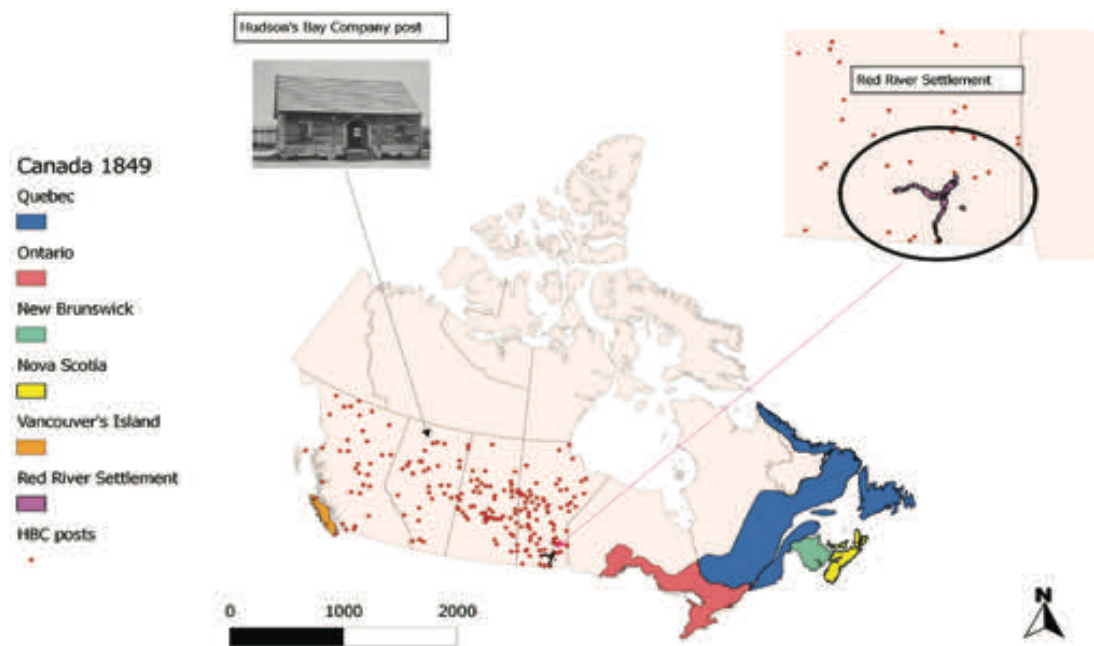 Hudson's Bay Company post
Red River Settlement
Canada 1849
Quebec
Ontario
New Brunswick
Nova Scotia
Vancouver's Island
Red River Settlement
HBC posts
0 1000 2000
N